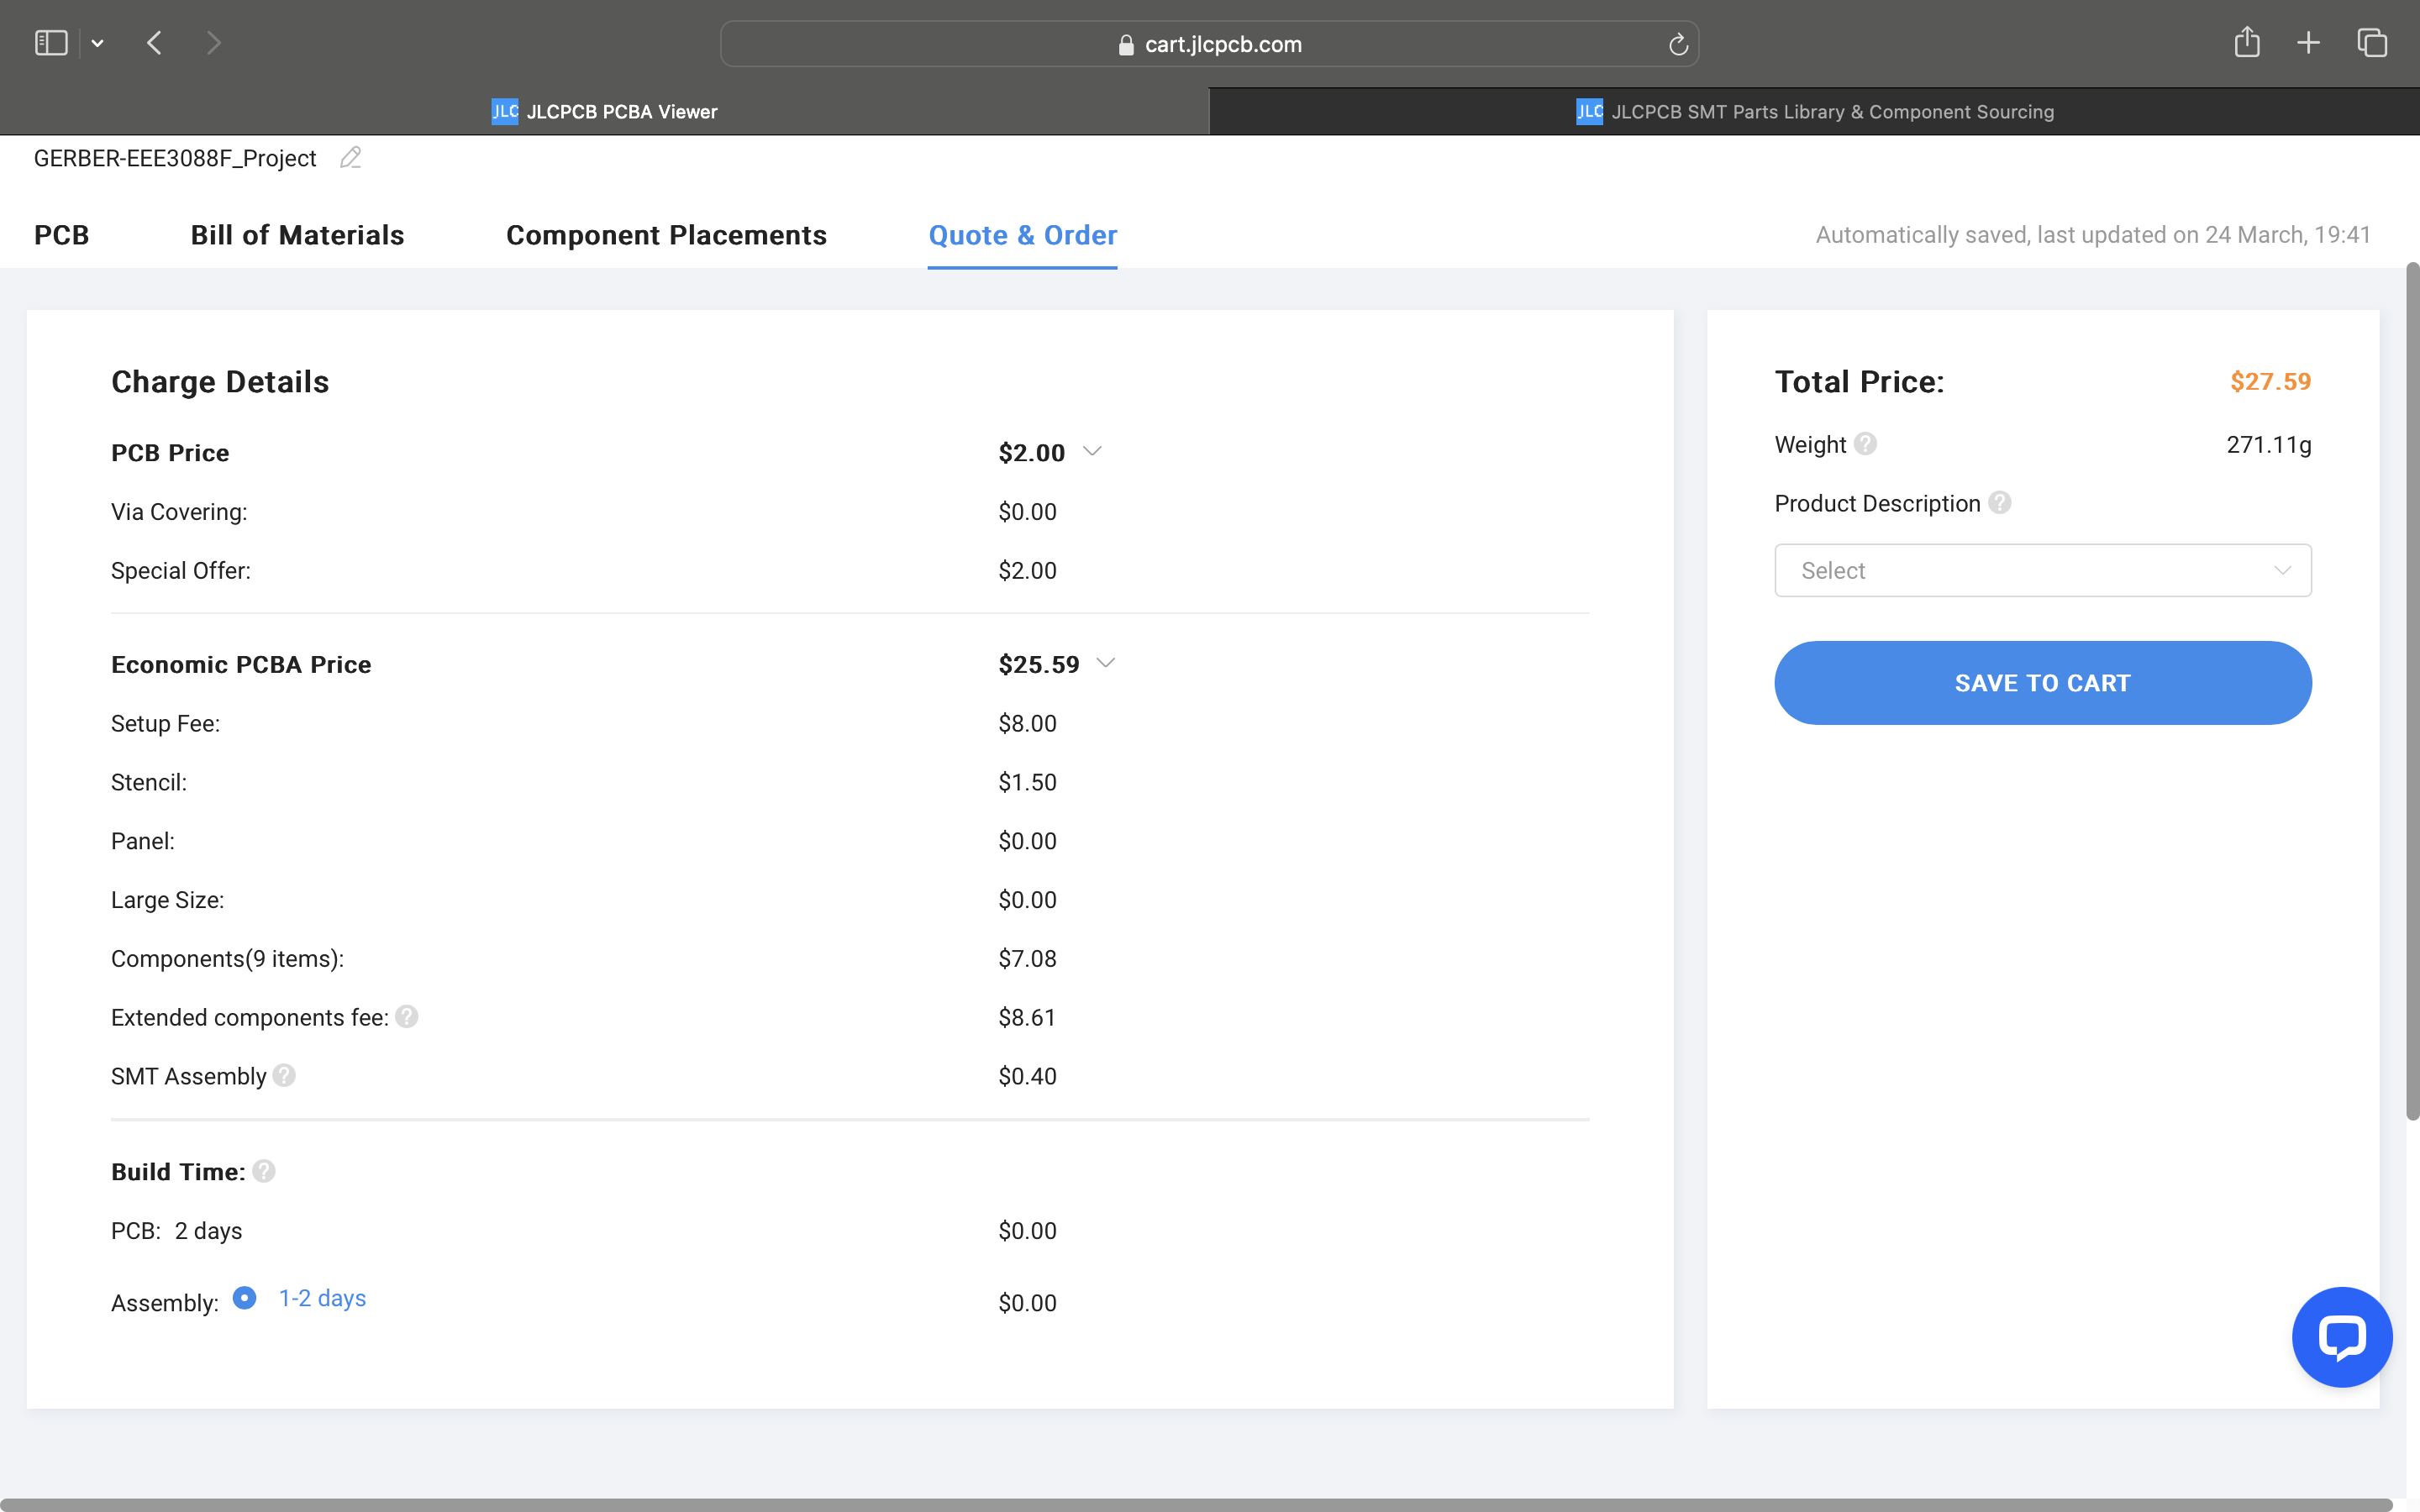 cart.jlcpcb.com
JLC JLCPCB PCBA Viewer
JLC JLCPCB SMT Parts Library & Component Sourcing
GERBER-EEE3088F_Project
PCB Bill of Materials Component Placements Quote & Order Automatically saved, last updated on 24 March, 19:41
Charge Details
PCB Price $2.00
Via Covering: $0.00
Special Offer: $2.00
Economic PCBA Price $25.59
Setup Fee: $8.00
Stencil: $1.50
Panel: $0.00
Large Size: $0.00
Components(9 items): $7.08
Extended components fee: ? $8.61
SMT Assembly ? $0.40
Build Time: ?
PCB: 2 days $0.00
Assembly: 1-2 days $0.00
Total Price: $27.59
Weight ? 271.11g
Product Description ?
Select
SAVE TO CART